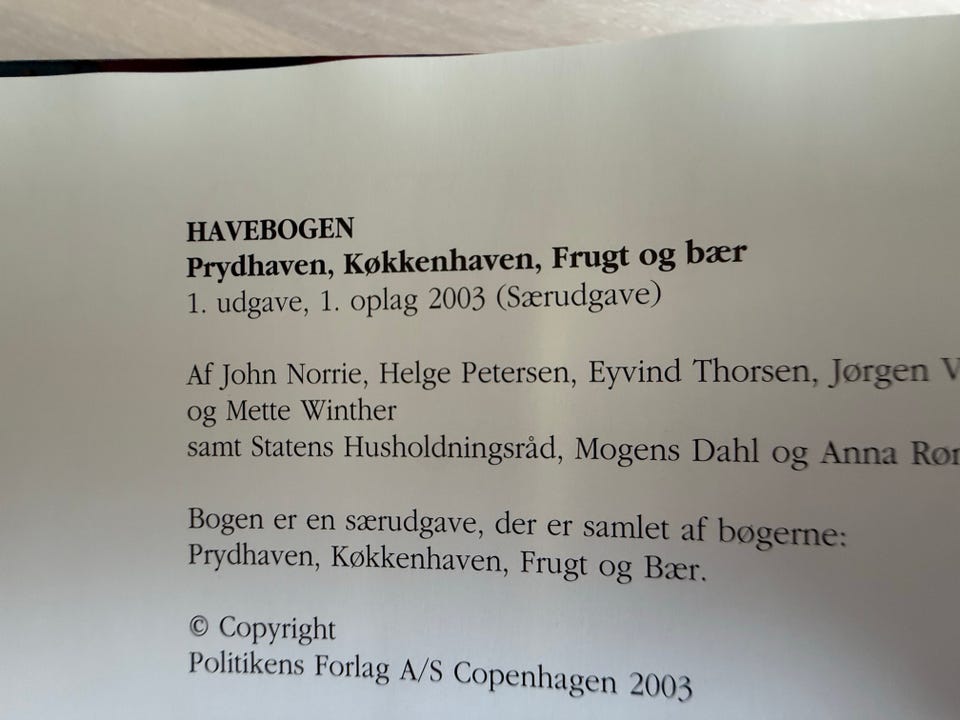 HAVEBOGEN
Prydhaven, Køkkenhaven, Frugt og bær
1. udgave, 1. oplag 2003 (Særudgave)
Af John Norrie, Helge Petersen, Eyvind Thorsen, Jørgen
og Mette Winther
samt Statens Husholdningsråd, Mogens Dahl og Anna
Bogen er en særudgave, der er samlet af bøgerne:
Prydhaven, Køkkenhaven, Frugt og Bær.
© Copyright
Politikens Forlag A/S Copenhagen 2003